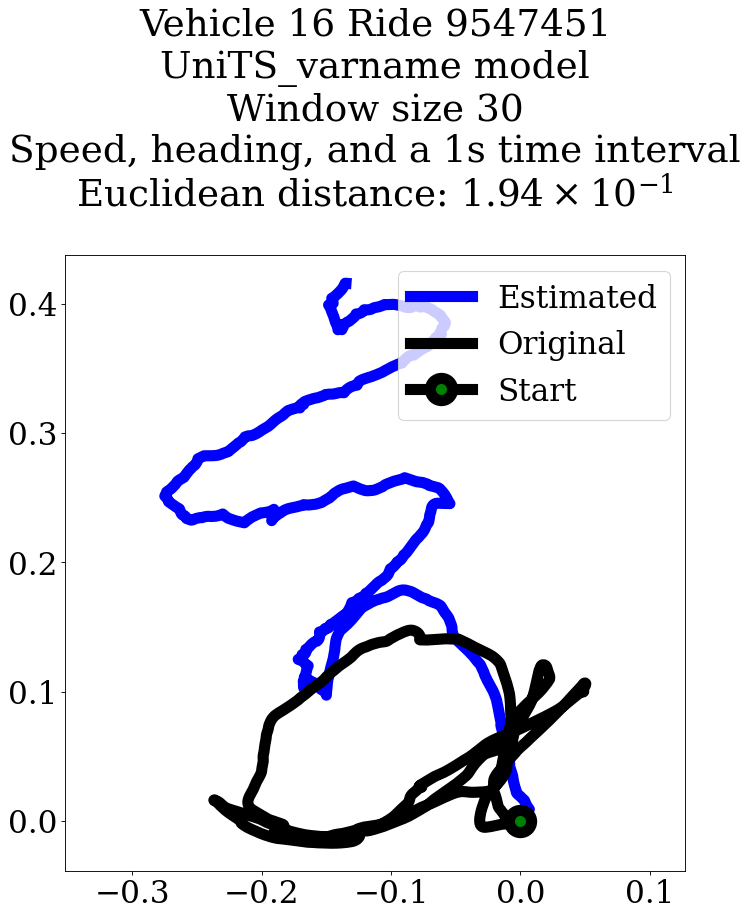 Vehicle 16 Ride 9547451
UniTS_varname model
Window size 30
Speed, heading, and a 1s time interval
Euclidean distance: 1.94 × 10⁻¹
Estimated
Original
Start
0.4
0.3
0.2
0.1
0.0
−0.3 −0.2 −0.1 0.0 0.1